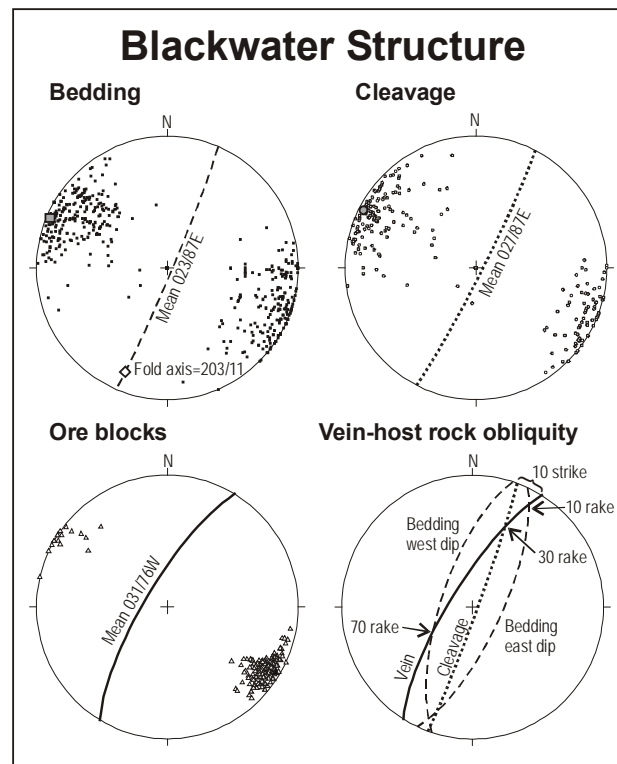 Blackwater Structure
Bedding
N
Mean 023/87E
Fold axis=203/11
Cleavage
N
Mean 027/87E
Ore blocks
N
Mean 031/76W
Vein-host rock obliquity
N
10 strike
10 rake
30 rake
Bedding
west dip
70 rake
Vein
Cleavage
Bedding
east dip